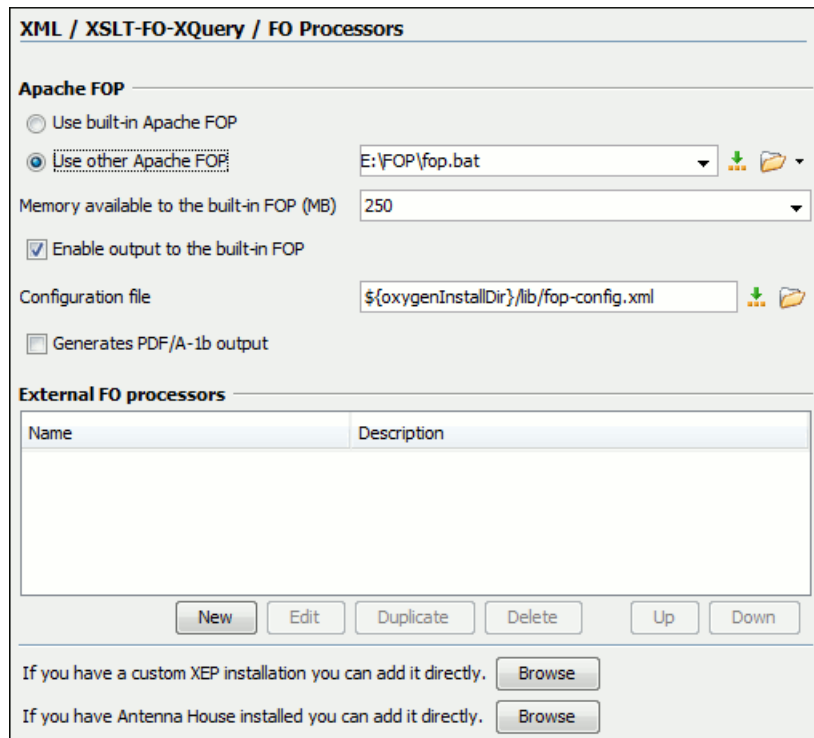 XML / XSLT-FO-XQuery / FO Processors
Apache FOP
Use built-in Apache FOP
Use other Apache FOP E:\FOP\fop.bat
Memory available to the built-in FOP (MB) 250
Enable output to the built-in FOP
Configuration file ${oxygenInstallDir}/lib/fop-config.xml
Generates PDF/A-1b output
External FO processors
Name Description
New Edit Duplicate Delete Up Down
If you have a custom XEP installation you can add it directly. Browse
If you have Antenna House installed you can add it directly. Browse